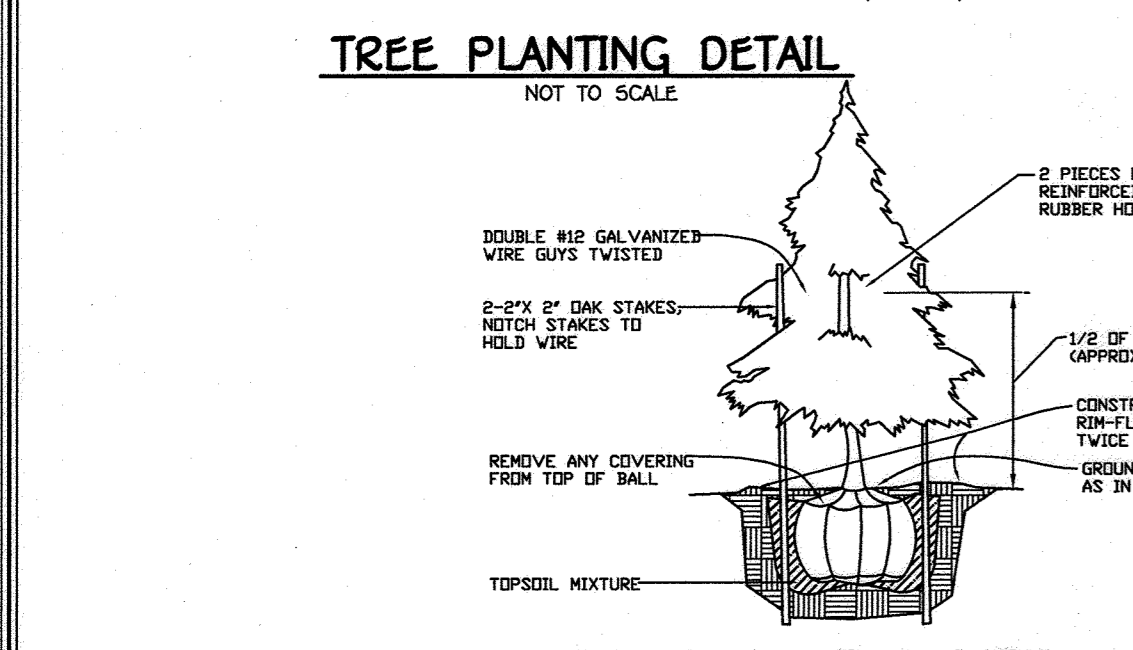 TREE PLANTING DETAIL
NOT TO SCALE
2 PIECES
REINFORCE
RUBBER HO
DOUBLE #12 GALVANIZED
WIRE GUYS TWISTED
2-2"X 2" OAK STAKES,
NOTCH STAKES TO
HOLD WIRE
1/2 OF
(APPROX
CONSTR
RIM-FL
TWICE
REMOVE ANY COVERING
FROM TOP OF BALL
GROUN
AS IN
TOPSOIL MIXTURE